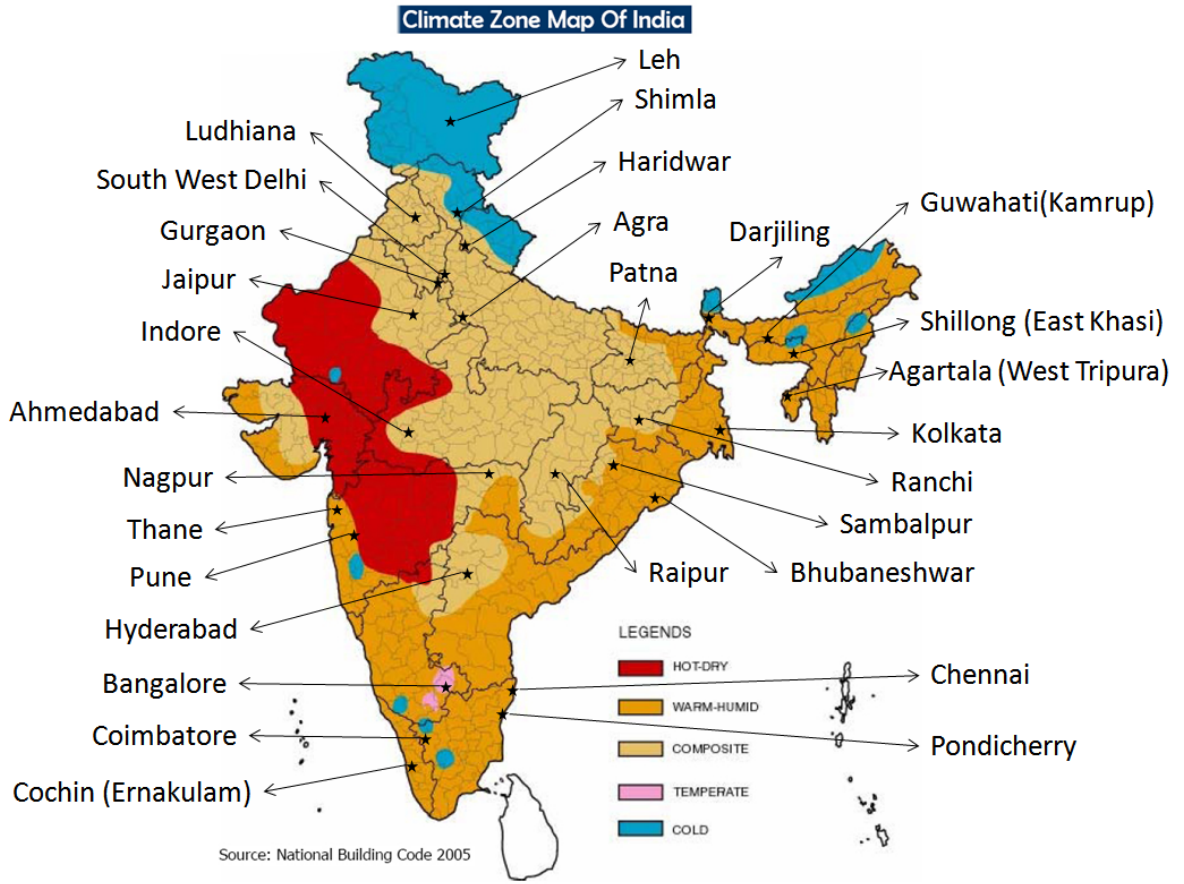 Climate Zone Map Of India
Leh
Shimla
Ludhiana
Haridwar
South West Delhi
Guwahati(Kamrup)
Agra
Darjiling
Gurgaon
Patna
Jaipur
Indore
Shillong (East Khasi)
Agartala (West Tripura)
Ahmedabad
Kolkata
Nagpur
Ranchi
Thane
Sambalpur
Pune
Raipur
Bhubaneshwar
Hyderabad
LEGENDS
HOT-DRY
Bangalore
Chennai
WARM-HUMID
Coimbatore
COMPOSITE
Pondicherry
Cochin (Ernakulam)
TEMPERATE
COLD
Source: National Building Code 2005